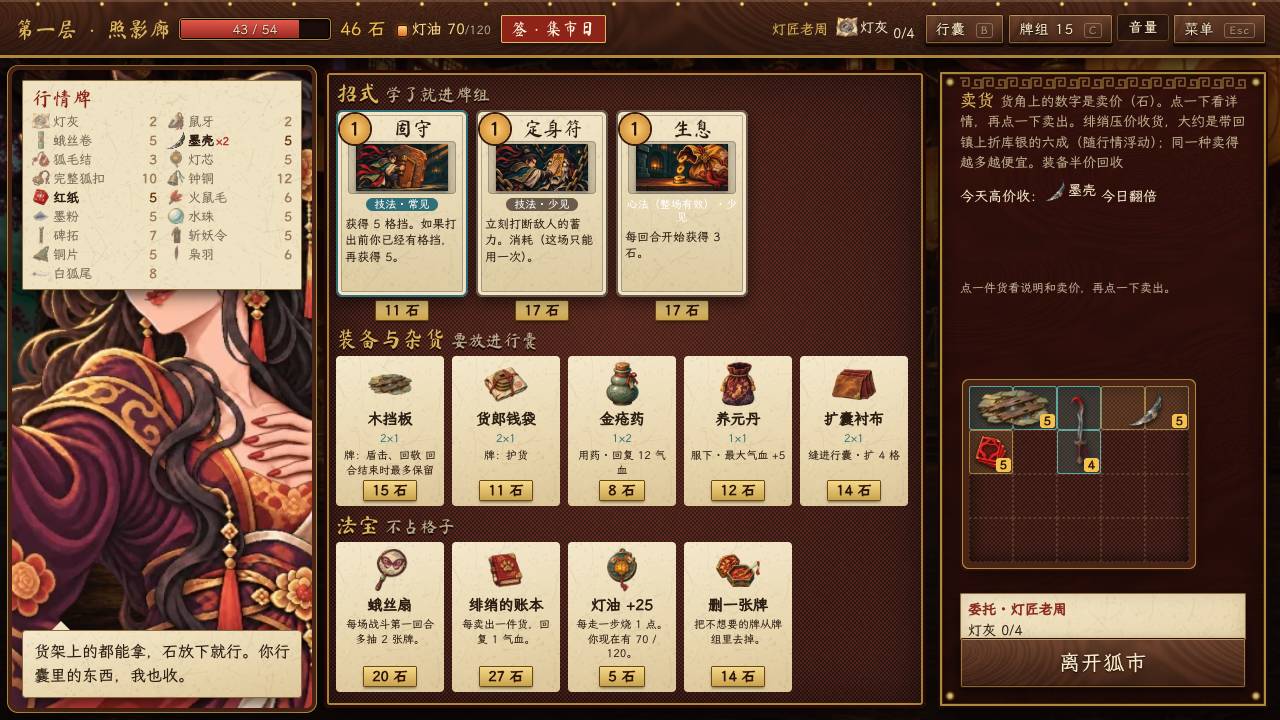 第一层 · 照影廊
43 / 54
46 石
灯油 70/120
签 · 集市日
灯匠老周
灯灰 0/4
行囊 B
牌组 15 C
音量
菜单 Esc
行情牌
灯灰 2
鼠牙 2
蛾丝卷 5
墨壳×2 5
狐毛结 3
灯芯 5
完整狐扣 10
钟铜 12
红纸 5
火鼠毛 6
墨粉 5
水珠 5
碑拓 7
斩妖令 5
铜片 5
枭羽 6
白狐尾 8
货架上的都能拿，石放下就行。你行
囊里的东西，我也收。
招式 学了就进牌组
1 固守
技法 · 常见
获得 5 格挡。如果打
出前你已经有格挡，
再获得 5。
11 石
1 定身符
技法 · 少见
立刻打断敌人的蓄
力。消耗（这场只能
用一次）。
17 石
1 生息
心法（整场有效） · 少
见
每回合开始获得 3
石。
17 石
装备与杂货 要放进行囊
木挡板
2×1
牌：盾击、回敬 回
合结束时最多保留
15 石
货郎钱袋
2×1
牌：护货
11 石
金疮药
1×2
用药 · 回复 12 气
血
8 石
养元丹
1×1
服下 · 最大气血 +5
12 石
扩囊衬布
2×1
缝进行囊 · 扩 4 格
14 石
法宝 不占格子
蛾丝扇
每场战斗第一回合
多抽 2 张牌。
20 石
绯绡的账本
每卖出一件货，回
复 1 气血。
27 石
灯油 +25
每走一步烧 1 点。
你现在有 70 /
120。
5 石
删一张牌
把不想要的牌从牌
组里去掉。
14 石
卖货 货角上的数字是卖价（石）。点一下看详
情，再点一下卖出。绯绡压价收货，大约是带回
镇上折库银的六成（随行情浮动）；同一种卖得
越多越便宜。装备半价回收
今天高价收： 墨壳 今日翻倍
点一件货看说明和卖价，再点一下卖出。
5
5
5
4
委托 · 灯匠老周
灯灰 0/4
离开狐市